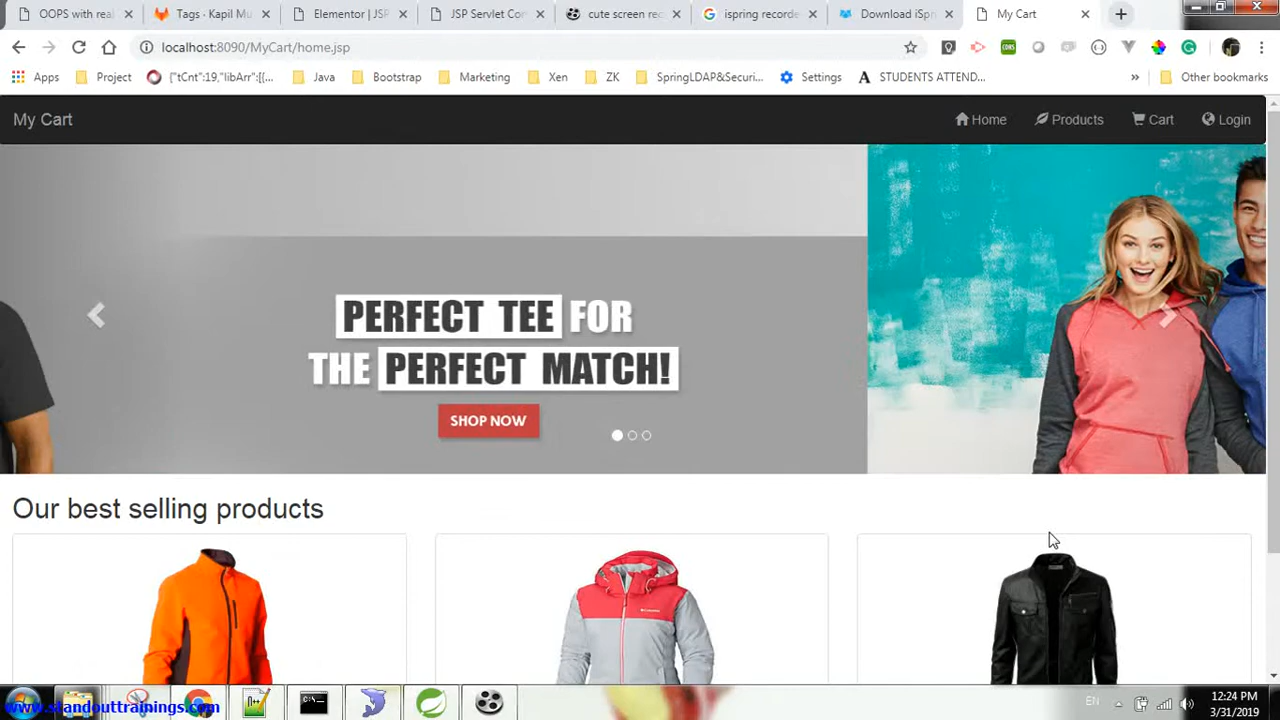 OOPS with real
Tags · Kapil Mu
Elementor | JSP
JSP Servlet C
cute screen rec
ispring recorde
Download iSpri
My Cart
localhost:8090/MyCart/home.jsp
Apps
Project
{"tCnt":19,"libArr":[{...
Java
Bootstrap
Marketing
Xen
ZK
SpringLDAP&Securi...
Settings
STUDENTS ATTEND...
»
Other bookmarks
My Cart
Home
Products
Cart
Login
PERFECT TEE FOR
THE PERFECT MATCH!
SHOP NOW
Our best selling products
Columbia
www.standouttrainings.com
EN
12:24 PM
3/31/2019